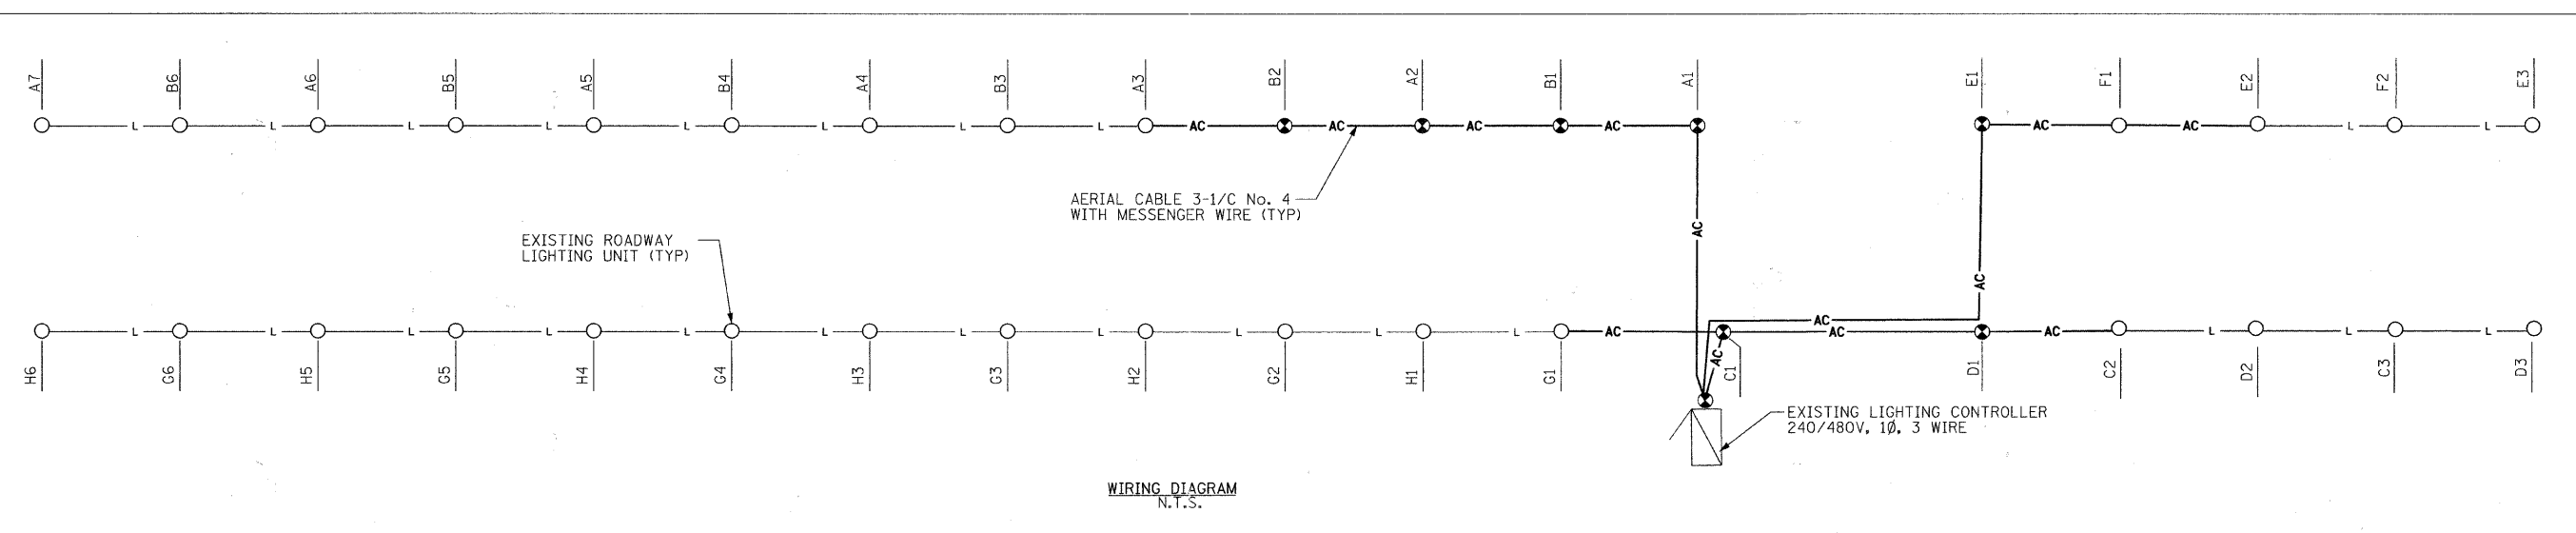 A7 B6 A6 B5 A5 B4 A4 B3 A3 B2 A2 B1 A1 E1 F1 E2 F2 E3
L L L L L L L L AC AC AC AC AC AC L L
AERIAL CABLE 3-1/C No. 4
WITH MESSENGER WIRE (TYP)
AC
EXISTING ROADWAY
LIGHTING UNIT (TYP)
AC
AC
L L L L L L L L L L L AC AC AC L L L
AC
H6 G6 H5 G5 H4 G4 H3 G3 H2 G2 H1 G1 C1 D1 C2 D2 C3 D3
EXISTING LIGHTING CONTROLLER
240/480V, 1Ø, 3 WIRE
WIRING DIAGRAM
N.T.S.